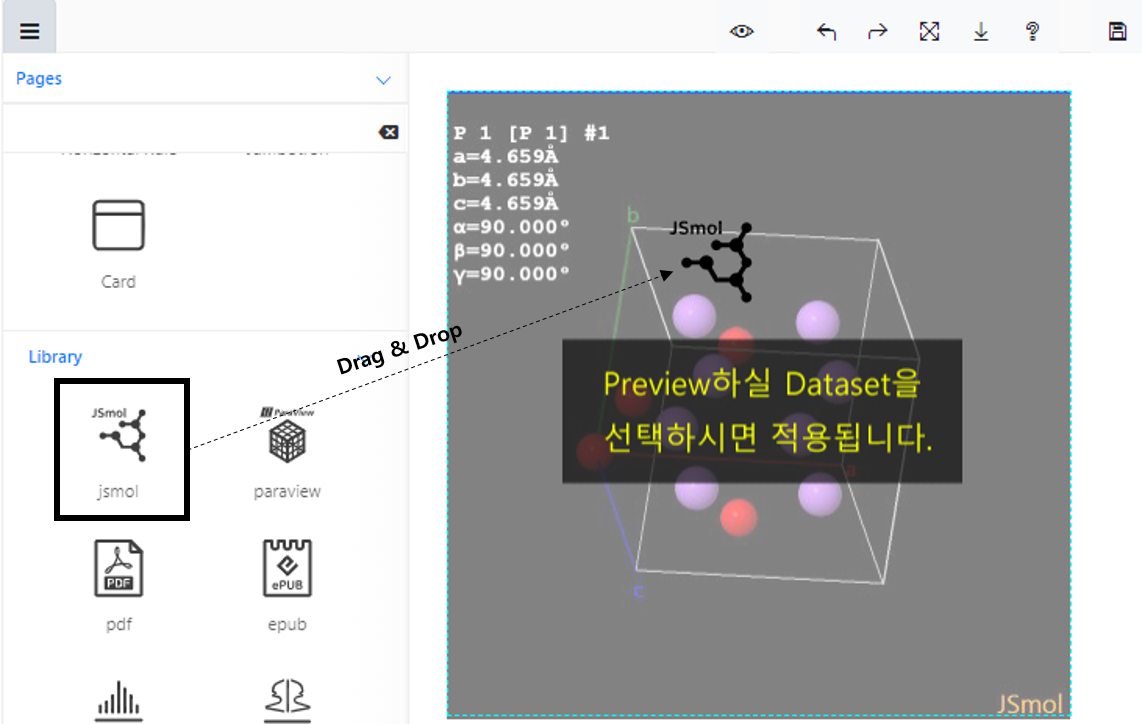 Pages
P 1 [P 1] #1
a=4.659Å
b=4.659Å
c=4.659Å
α=90.000°
β=90.000°
γ=90.000°
b
JSmol
Card
Drag & Drop
Library
Preview하실 Dataset을
선택하시면 적용됩니다.
a
JSmol
ParaView
jsmol
paraview
PDF
ePUB
pdf
epub
c
JSmol